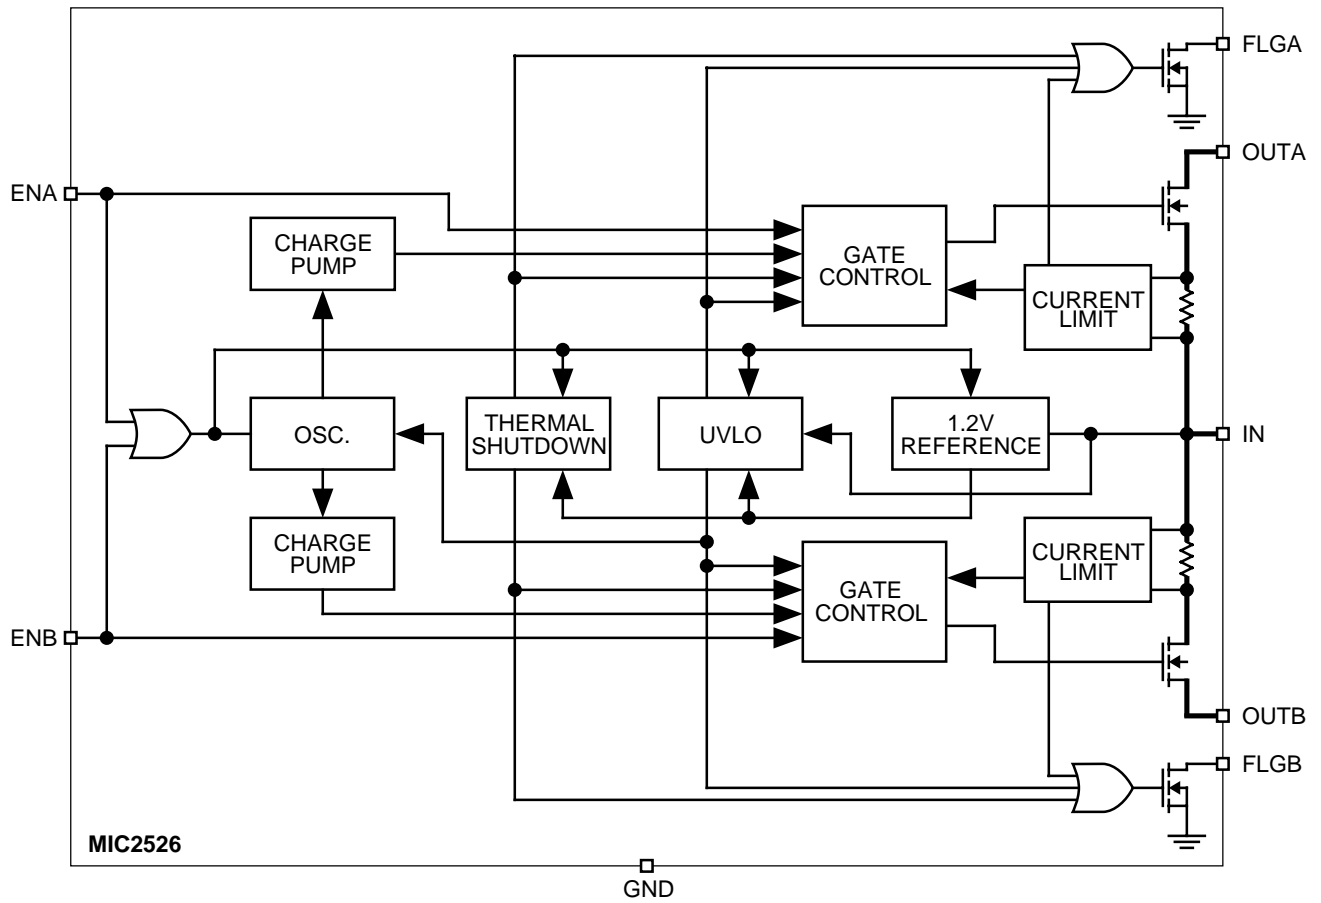 FLGA
OUTA
ENA
CHARGE
PUMP
GATE
CONTROL
CURRENT
LIMIT
OSC.
THERMAL
SHUTDOWN
UVLO
1.2V
REFERENCE
IN
CHARGE
PUMP
GATE
CONTROL
CURRENT
LIMIT
ENB
OUTB
FLGB
MIC2526
GND